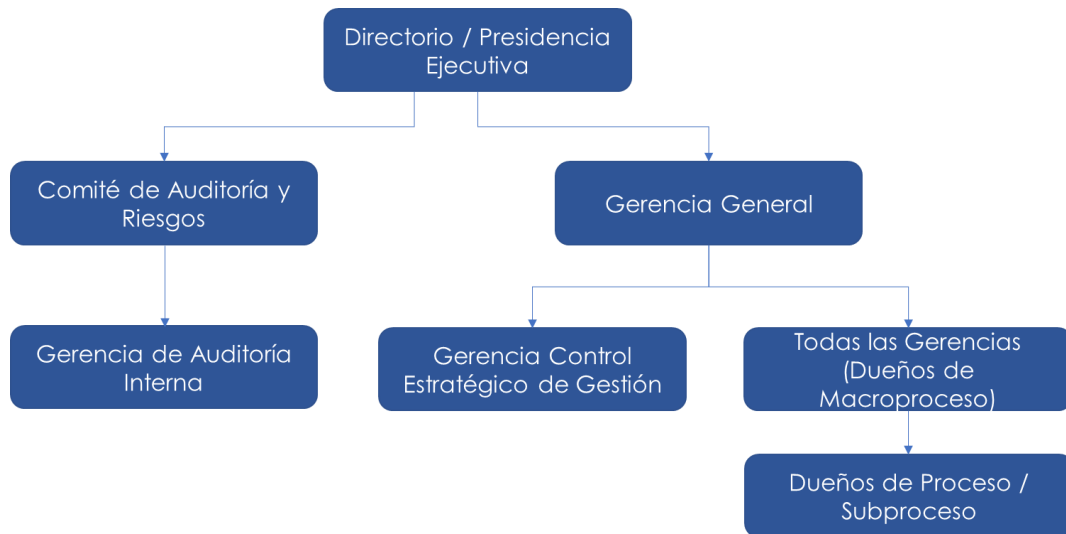 Directorio / Presidencia
Ejecutiva
Comité de Auditoría y
Riesgos
Gerencia General
Gerencia de Auditoría
Interna
Gerencia Control
Estratégico de Gestión
Todas las Gerencias
(Dueños de
Macroproceso)
Dueños de Proceso /
Subproceso